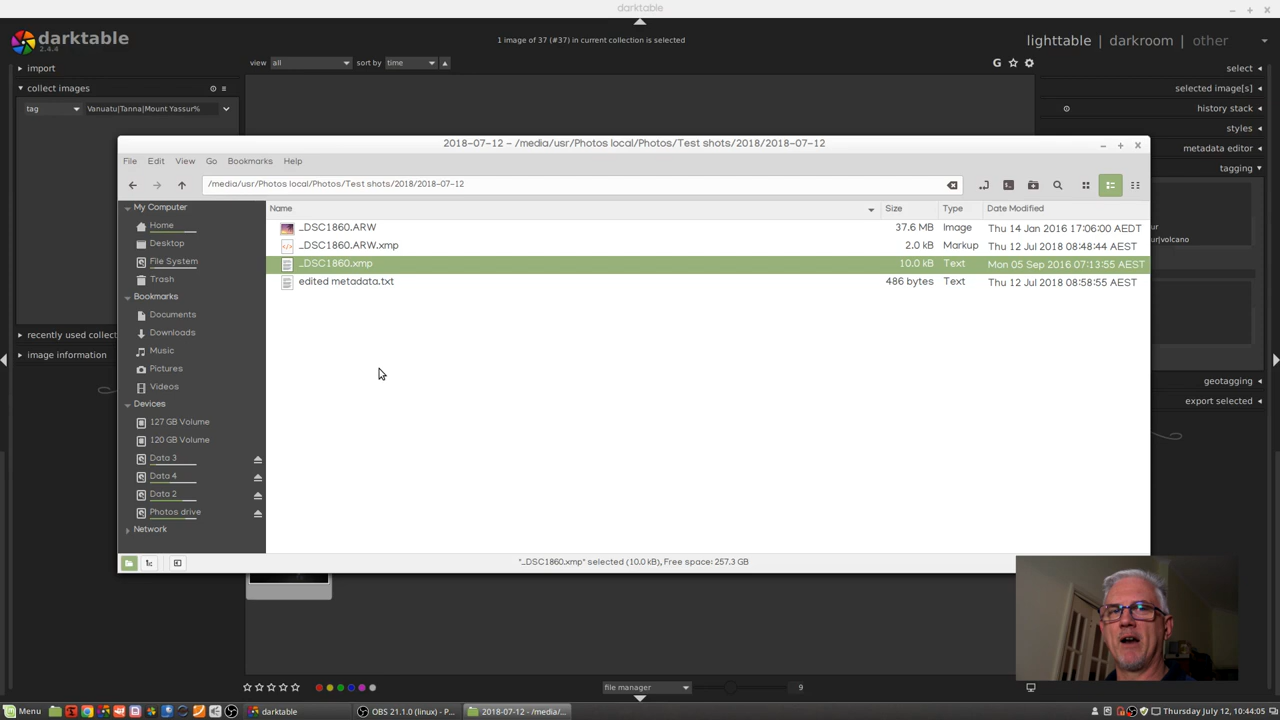 darktable
darktable
2.4.4
1 image of 37 (#37) in current collection is selected
lighttable | darkroom | other
import
view all sort by time G
select
collect images
selected image[s]
tag Vanuatu|Tanna|Mount Yassur%
history stack
styles
2018-07-12 - /media/usr/Photos local/Photos/Test shots/2018/2018-07-12
metadata editor
File Edit View Go Bookmarks Help
tagging
/media/usr/Photos local/Photos/Test shots/2018/2018-07-12
My Computer
Name Size Type Date Modified
Home
_DSC1860.ARW 37.6 MB Image Thu 14 Jan 2016 17:06:00 AEDT
ur
Desktop
_DSC1860.ARW.xmp 2.0 kB Markup Thu 12 Jul 2018 08:48:44 AEST
ur|volcano
File System
_DSC1860.xmp 10.0 kB Text Mon 05 Sep 2016 07:13:55 AEST
Trash
edited metadata.txt 486 bytes Text Thu 12 Jul 2018 08:58:55 AEST
Bookmarks
Documents
Downloads
recently used collect
Music
image information
Pictures
geotagging
Videos
export selected
Devices
127 GB Volume
120 GB Volume
Data 3
Data 4
Data 2
Photos drive
Network
"_DSC1860.xmp" selected (10.0 kB), Free space: 257.3 GB
file manager 9
Menu darktable OBS 21.1.0 (linux) - P... 2018-07-12 - /media/... Thursday July 12, 10:44:05